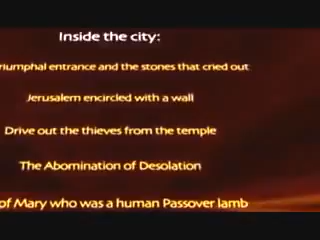 Inside the city:
riumphal entrance and the stones that cried out
Jerusalem encircled with a wall
Drive out the thieves from the temple
The Abomination of Desolation
of Mary who was a human Passover lamb